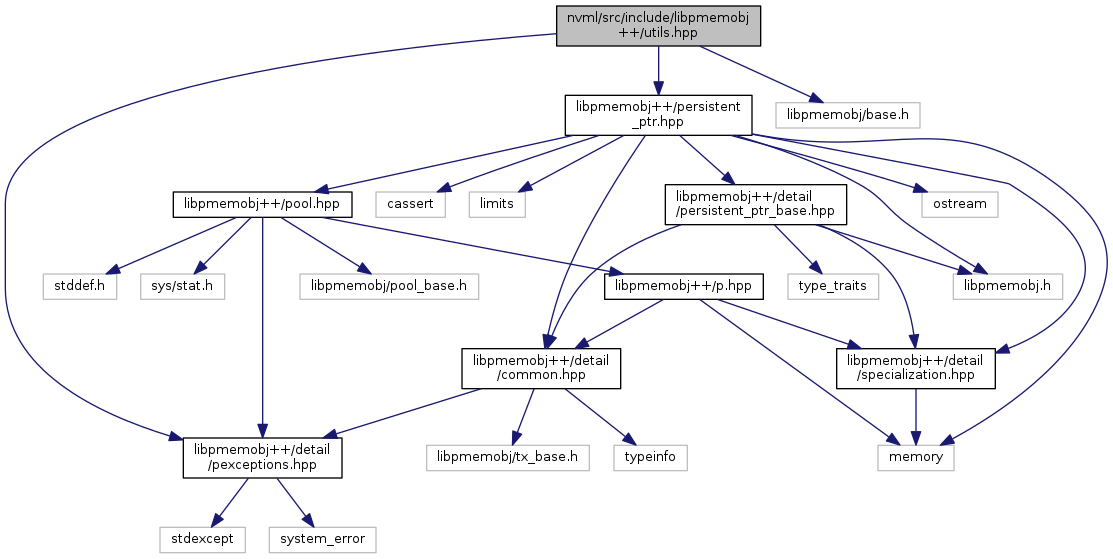 nvml/src/include/libpmemobj
++/utils.hpp
libpmemobj++/persistent
_ptr.hpp
libpmemobj/base.h
libpmemobj++/pool.hpp
cassert
limits
libpmemobj++/detail
/persistent_ptr_base.hpp
ostream
stddef.h
sys/stat.h
libpmemobj/pool_base.h
libpmemobj++/p.hpp
type_traits
libpmemobj.h
libpmemobj++/detail
/common.hpp
libpmemobj++/detail
/specialization.hpp
libpmemobj++/detail
/pexceptions.hpp
libpmemobj/tx_base.h
typeinfo
memory
stdexcept
system_error